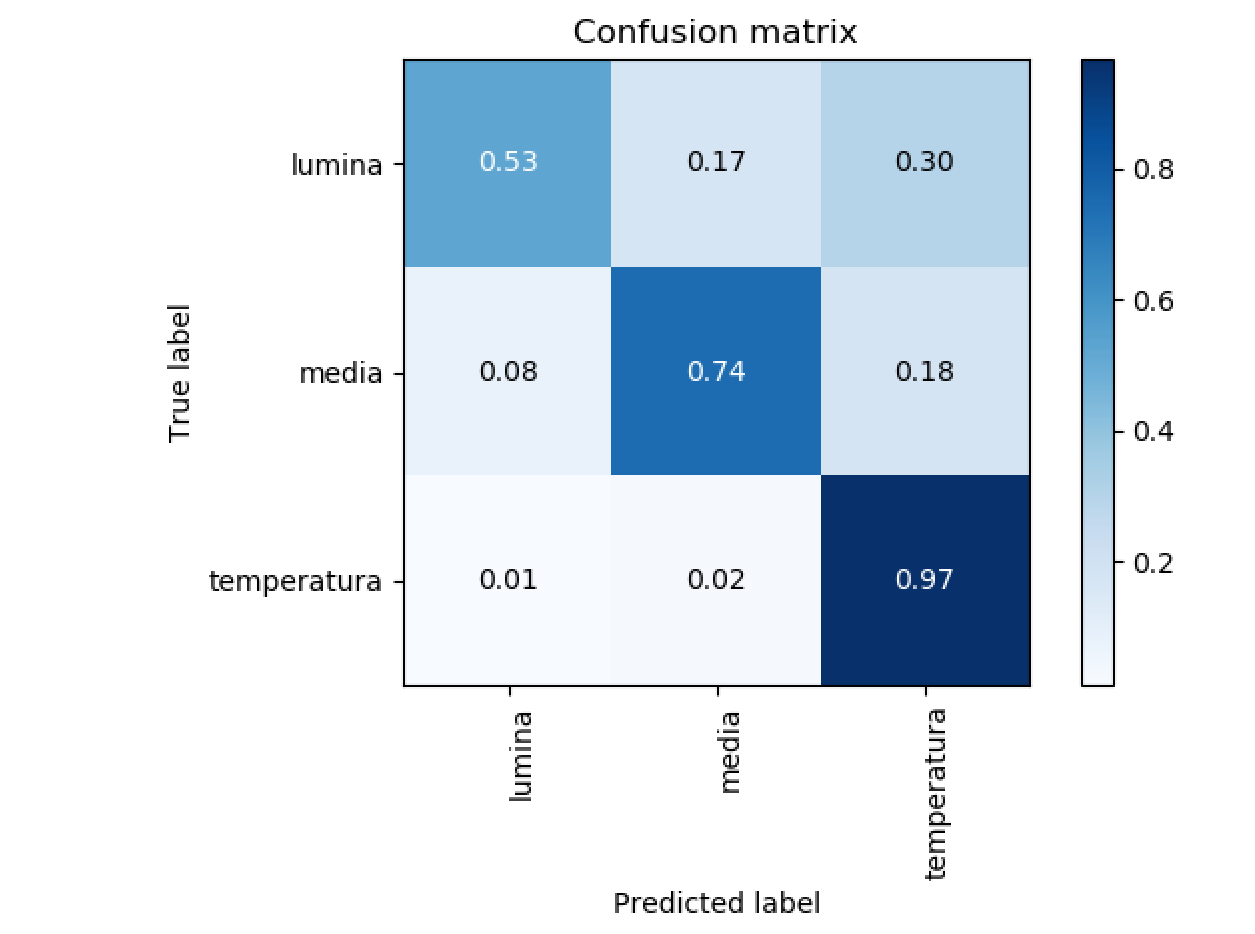 Confusion matrix
lumina 0.53 0.17 0.30
media 0.08 0.74 0.18
temperatura 0.01 0.02 0.97
True label
lumina media temperatura
Predicted label
0.8
0.6
0.4
0.2